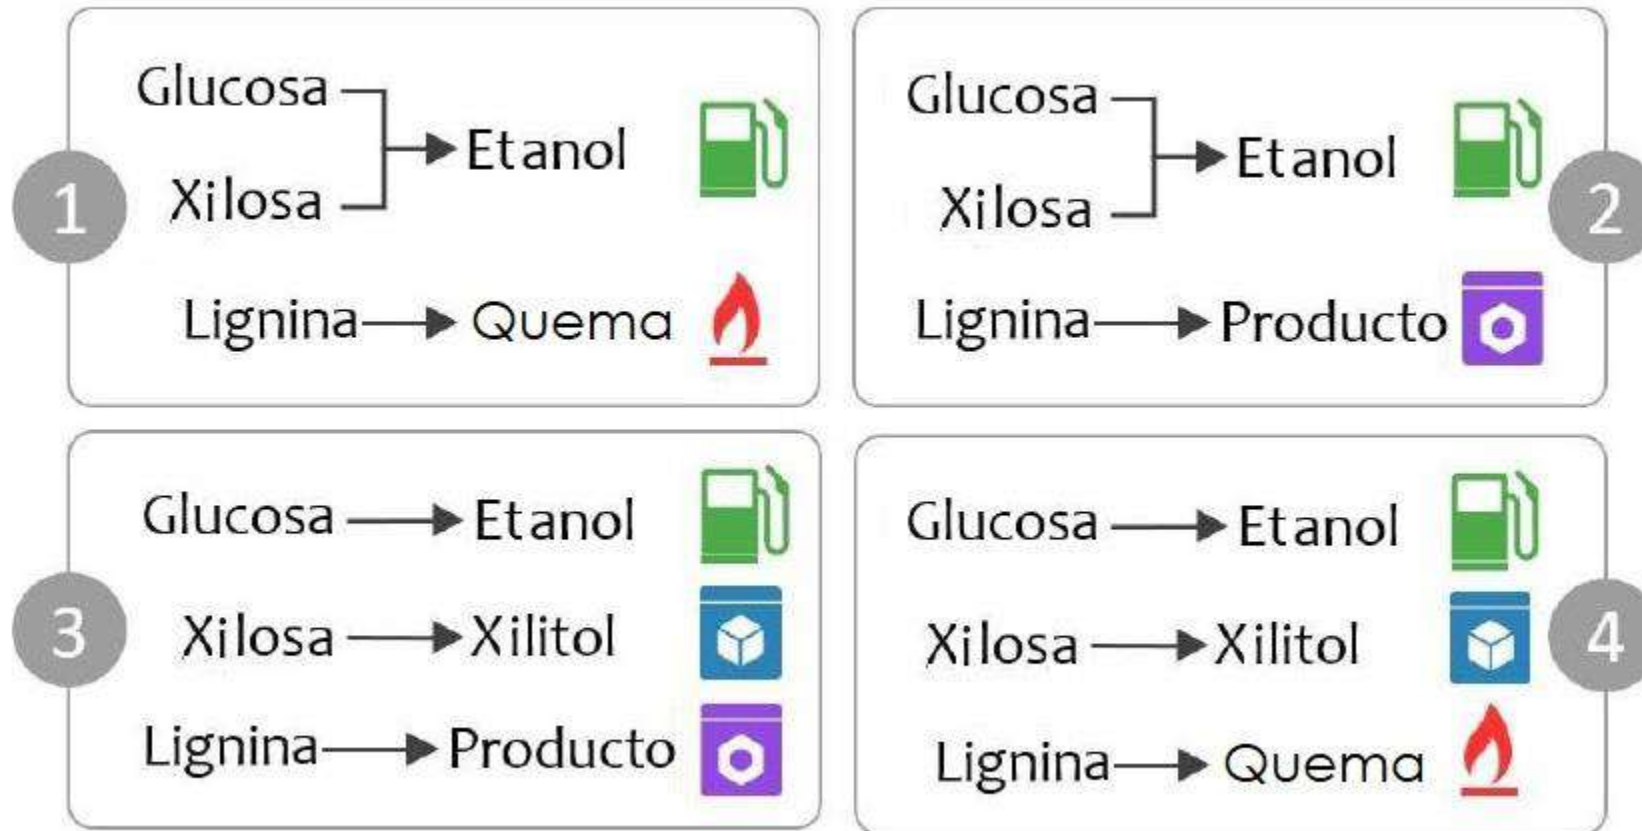 1
Glucosa
Xilosa
Etanol
Lignina
Quema
2
Glucosa
Xilosa
Etanol
Lignina
Producto
3
Glucosa
Etanol
Xilosa
Xilitol
Lignina
Producto
4
Glucosa
Etanol
Xilosa
Xilitol
Lignina
Quema